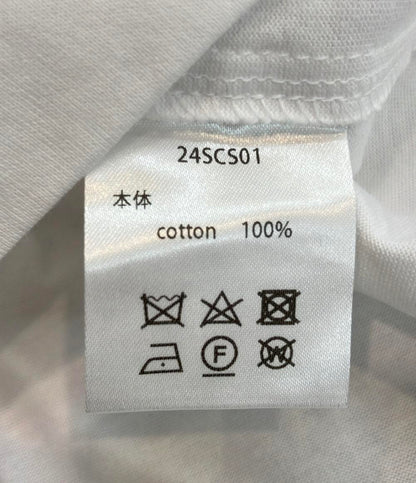 24SCS01
本体
cotton 100%
F W